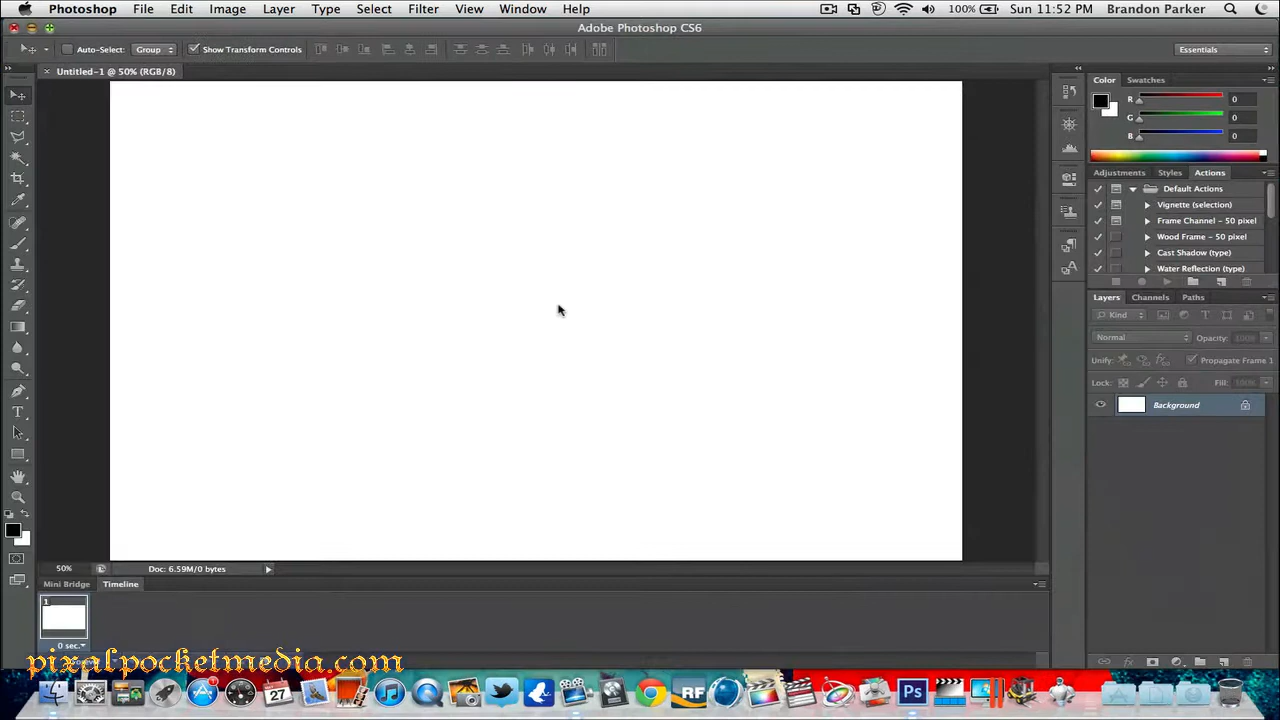 Photoshop File Edit Image Layer Type Select Filter View Window Help 100% Sun 11:52 PM Brandon Parker
Adobe Photoshop CS6
Auto-Select: Group Show Transform Controls Essentials
× Untitled-1 @ 50% (RGB/8)
Color Swatches
R 0
G 0
B 0
Adjustments Styles Actions
Default Actions
Vignette (selection)
Frame Channel - 50 pixel
Wood Frame - 50 pixel
Cast Shadow (type)
Water Reflection (type)
Layers Channels Paths
Kind
Normal Opacity: 100%
Unify: Propagate Frame 1
Lock: Fill: 100%
Background
50% Doc: 6.59M/0 bytes
Mini Bridge Timeline
1
0 sec.
pixalpocketmedia.com
27 RF Ps